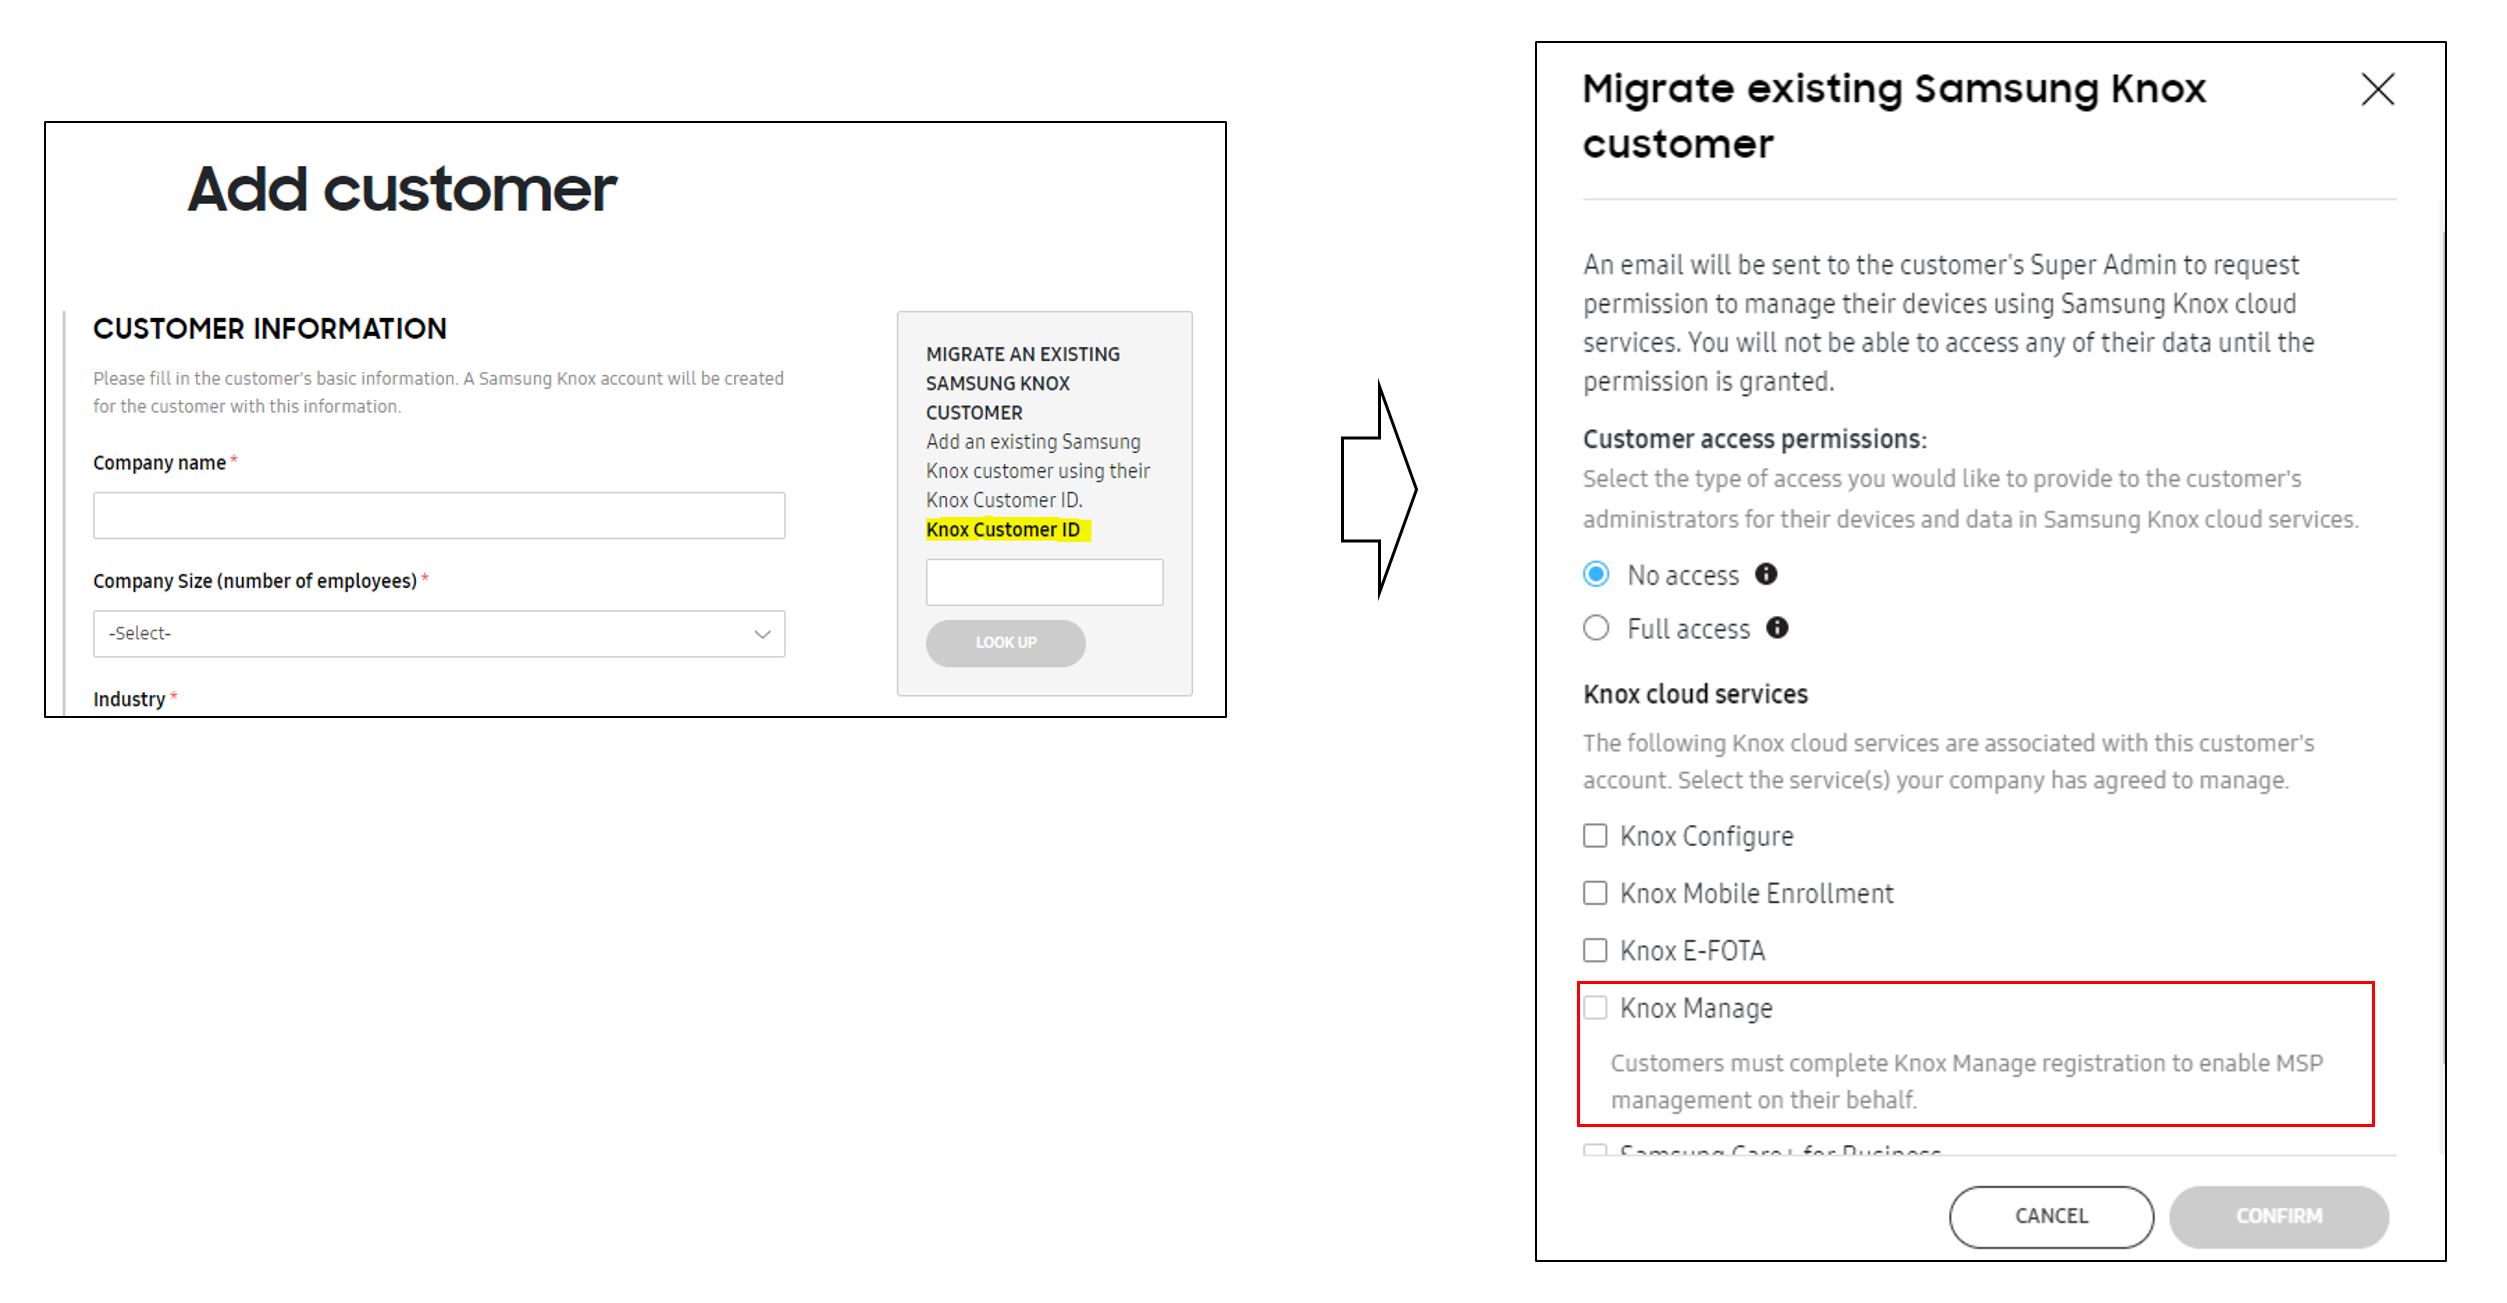 Add customer
CUSTOMER INFORMATION
Please fill in the customer's basic information. A Samsung Knox account will be created
for the customer with this information.
Company name *
Company Size (number of employees) *
-Select-
Industry *
MIGRATE AN EXISTING
SAMSUNG KNOX
CUSTOMER
Add an existing Samsung
Knox customer using their
Knox Customer ID.
Knox Customer ID
LOOK UP
Migrate existing Samsung Knox
customer
An email will be sent to the customer's Super Admin to request
permission to manage their devices using Samsung Knox cloud
services. You will not be able to access any of their data until the
permission is granted.
Customer access permissions:
Select the type of access you would like to provide to the customer's
administrators for their devices and data in Samsung Knox cloud services.
No access
Full access
Knox cloud services
The following Knox cloud services are associated with this customer's
account. Select the service(s) your company has agreed to manage.
Knox Configure
Knox Mobile Enrollment
Knox E-FOTA
Knox Manage
Customers must complete Knox Manage registration to enable MSP
management on their behalf.
Samsung Care+ for Business
CANCEL
CONFIRM